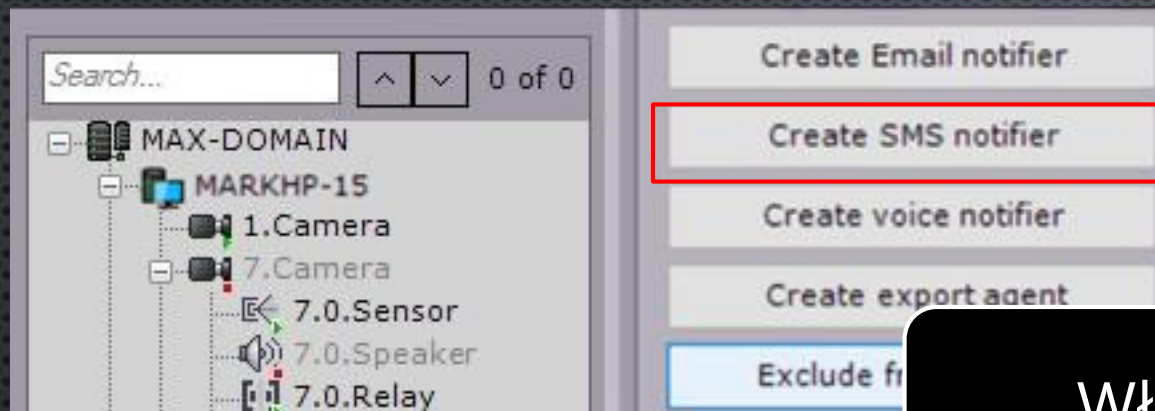 Search...
0 of 0
MAX-DOMAIN
MARKHP-15
1.Camera
7.Camera
7.0.Sensor
7.0.Speaker
7.0.Relay
Create Email notifier
Create SMS notifier
Create voice notifier
Create export agent
Exclude